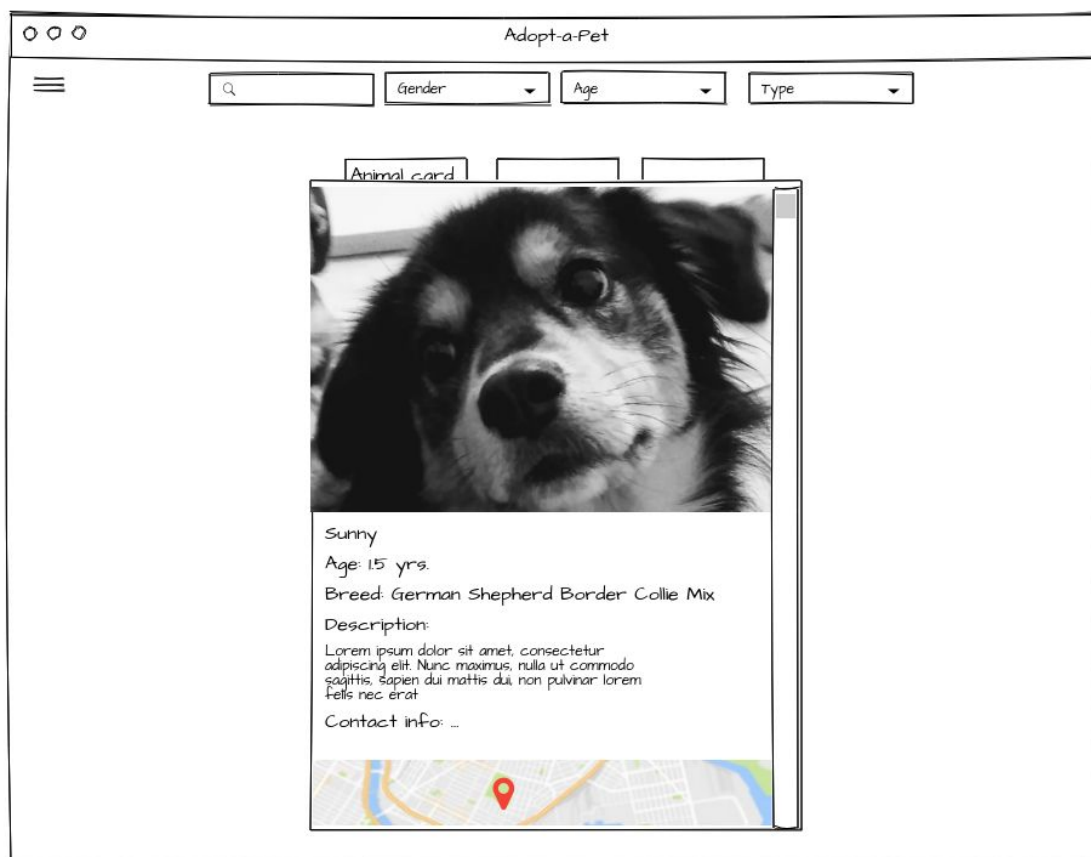 Adopt-a-Pet
Gender
Age
Type
Animal card
Sunny
Age: 1.5 yrs.
Breed: German Shepherd Border Collie Mix
Description:
Lorem ipsum dolor sit amet, consectetur
adipiscing elit. Nunc maximus, nulla ut commodo
sagittis, sapien dui mattis dui, non pulvinar lorem
felis nec erat
Contact info: ...